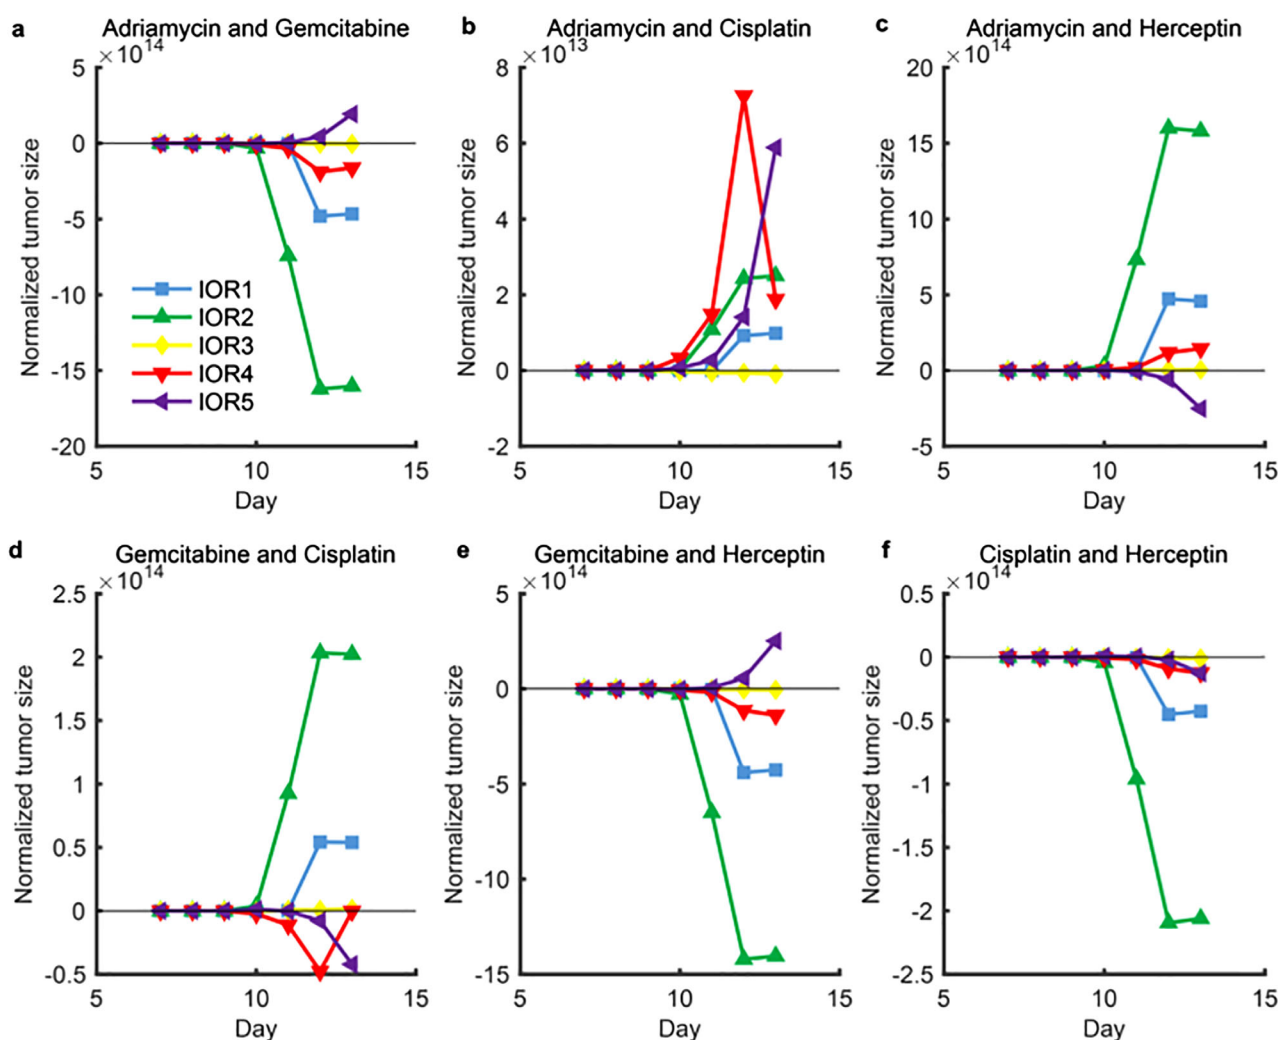 a Adriamycin and Gemcitabine
×10^14
Normalized tumor size
5
0
-5
-10
-15
-20
IOR1
IOR2
IOR3
IOR4
IOR5
5 10 15
Day
b Adriamycin and Cisplatin
×10^13
Normalized tumor size
8
6
4
2
0
-2
5 10 15
Day
c Adriamycin and Herceptin
×10^14
Normalized tumor size
20
15
10
5
0
-5
5 10 15
Day
d Gemcitabine and Cisplatin
×10^14
Normalized tumor size
2.5
2
1.5
1
0.5
0
-0.5
5 10 15
Day
e Gemcitabine and Herceptin
×10^14
Normalized tumor size
5
0
-5
-10
-15
5 10 15
Day
f Cisplatin and Herceptin
×10^14
Normalized tumor size
0.5
0
-0.5
-1
-1.5
-2
-2.5
5 10 15
Day